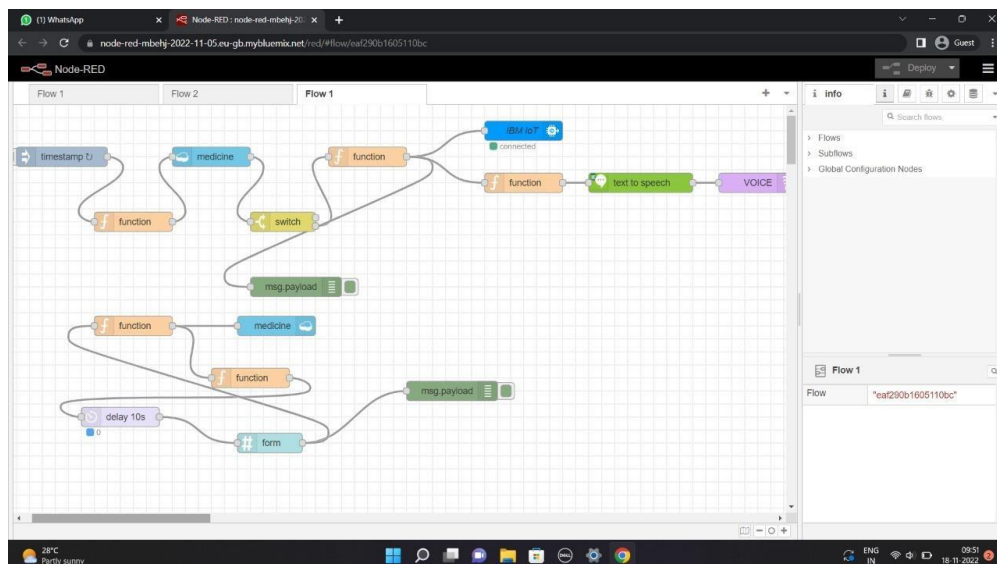 (1) WhatsApp
Node-RED : node-red-mbehj-20
node-red-mbehj-2022-11-05.eu-gb.mybluemix.net/red/#flow/eaf290b1605110bc
Guest
Node-RED
Deploy
Flow 1
Flow 2
Flow 1
i info
Search flows
Flows
Subflows
Global Configuration Nodes
IBM IoT
connected
timestamp ↻
medicine
function
function
text to speech
VOICE
function
switch
msg.payload
function
medicine
function
msg.payload
delay 10s
0
form
Flow 1
Flow
"eaf290b1605110bc"
28°C
Partly sunny
ENG
IN
09:51
18-11-2022
2